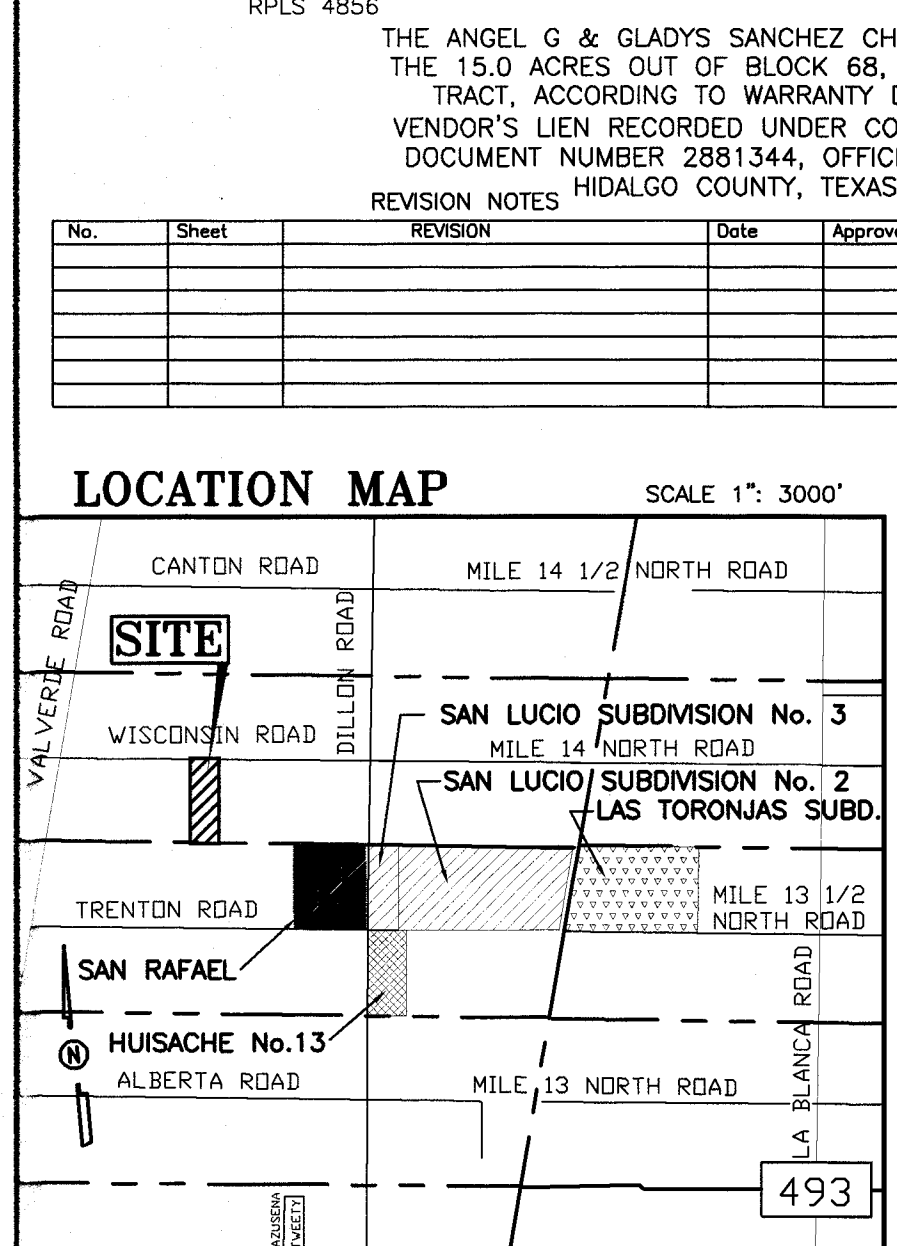 RPLS 4856
THE ANGEL G & GLADYS SANCHEZ CH
THE 15.0 ACRES OUT OF BLOCK 68,
TRACT, ACCORDING TO WARRANTY D
VENDOR'S LIEN RECORDED UNDER CO
DOCUMENT NUMBER 2881344, OFFICI
HIDALGO COUNTY, TEXAS
REVISION NOTES
No. Sheet REVISION Date Approve
LOCATION MAP SCALE 1": 3000'
CANTON ROAD MILE 14 1/2 NORTH ROAD
VALVERDE ROAD
DILLON ROAD
SITE
SAN LUCIO SUBDIVISION No. 3
WISCONSIN ROAD MILE 14 NORTH ROAD
SAN LUCIO SUBDIVISION No. 2
LAS TORONJAS SUBD.
TRENTON ROAD MILE 13 1/2
NORTH ROAD
SAN RAFAEL
LA BLANCA ROAD
N
HUISACHE No.13
ALBERTA ROAD MILE 13 NORTH ROAD
493
AZUSENA
TWEETY